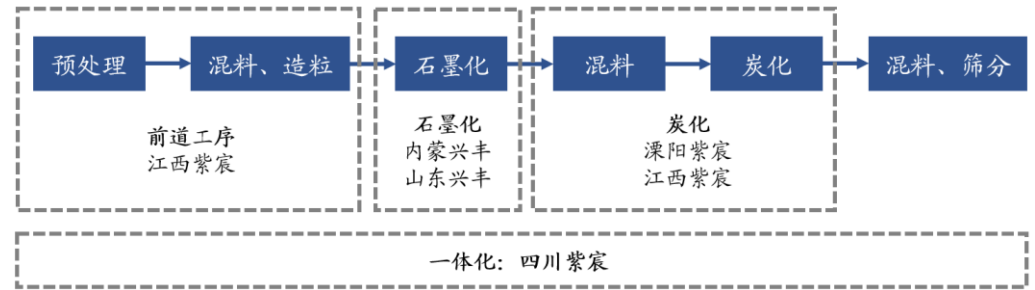 预处理
混料、造粒
石墨化
混料
炭化
混料、筛分
前道工序
江西紫宸
石墨化
内蒙兴丰
山东兴丰
炭化
溧阳紫宸
江西紫宸
一体化：四川紫宸